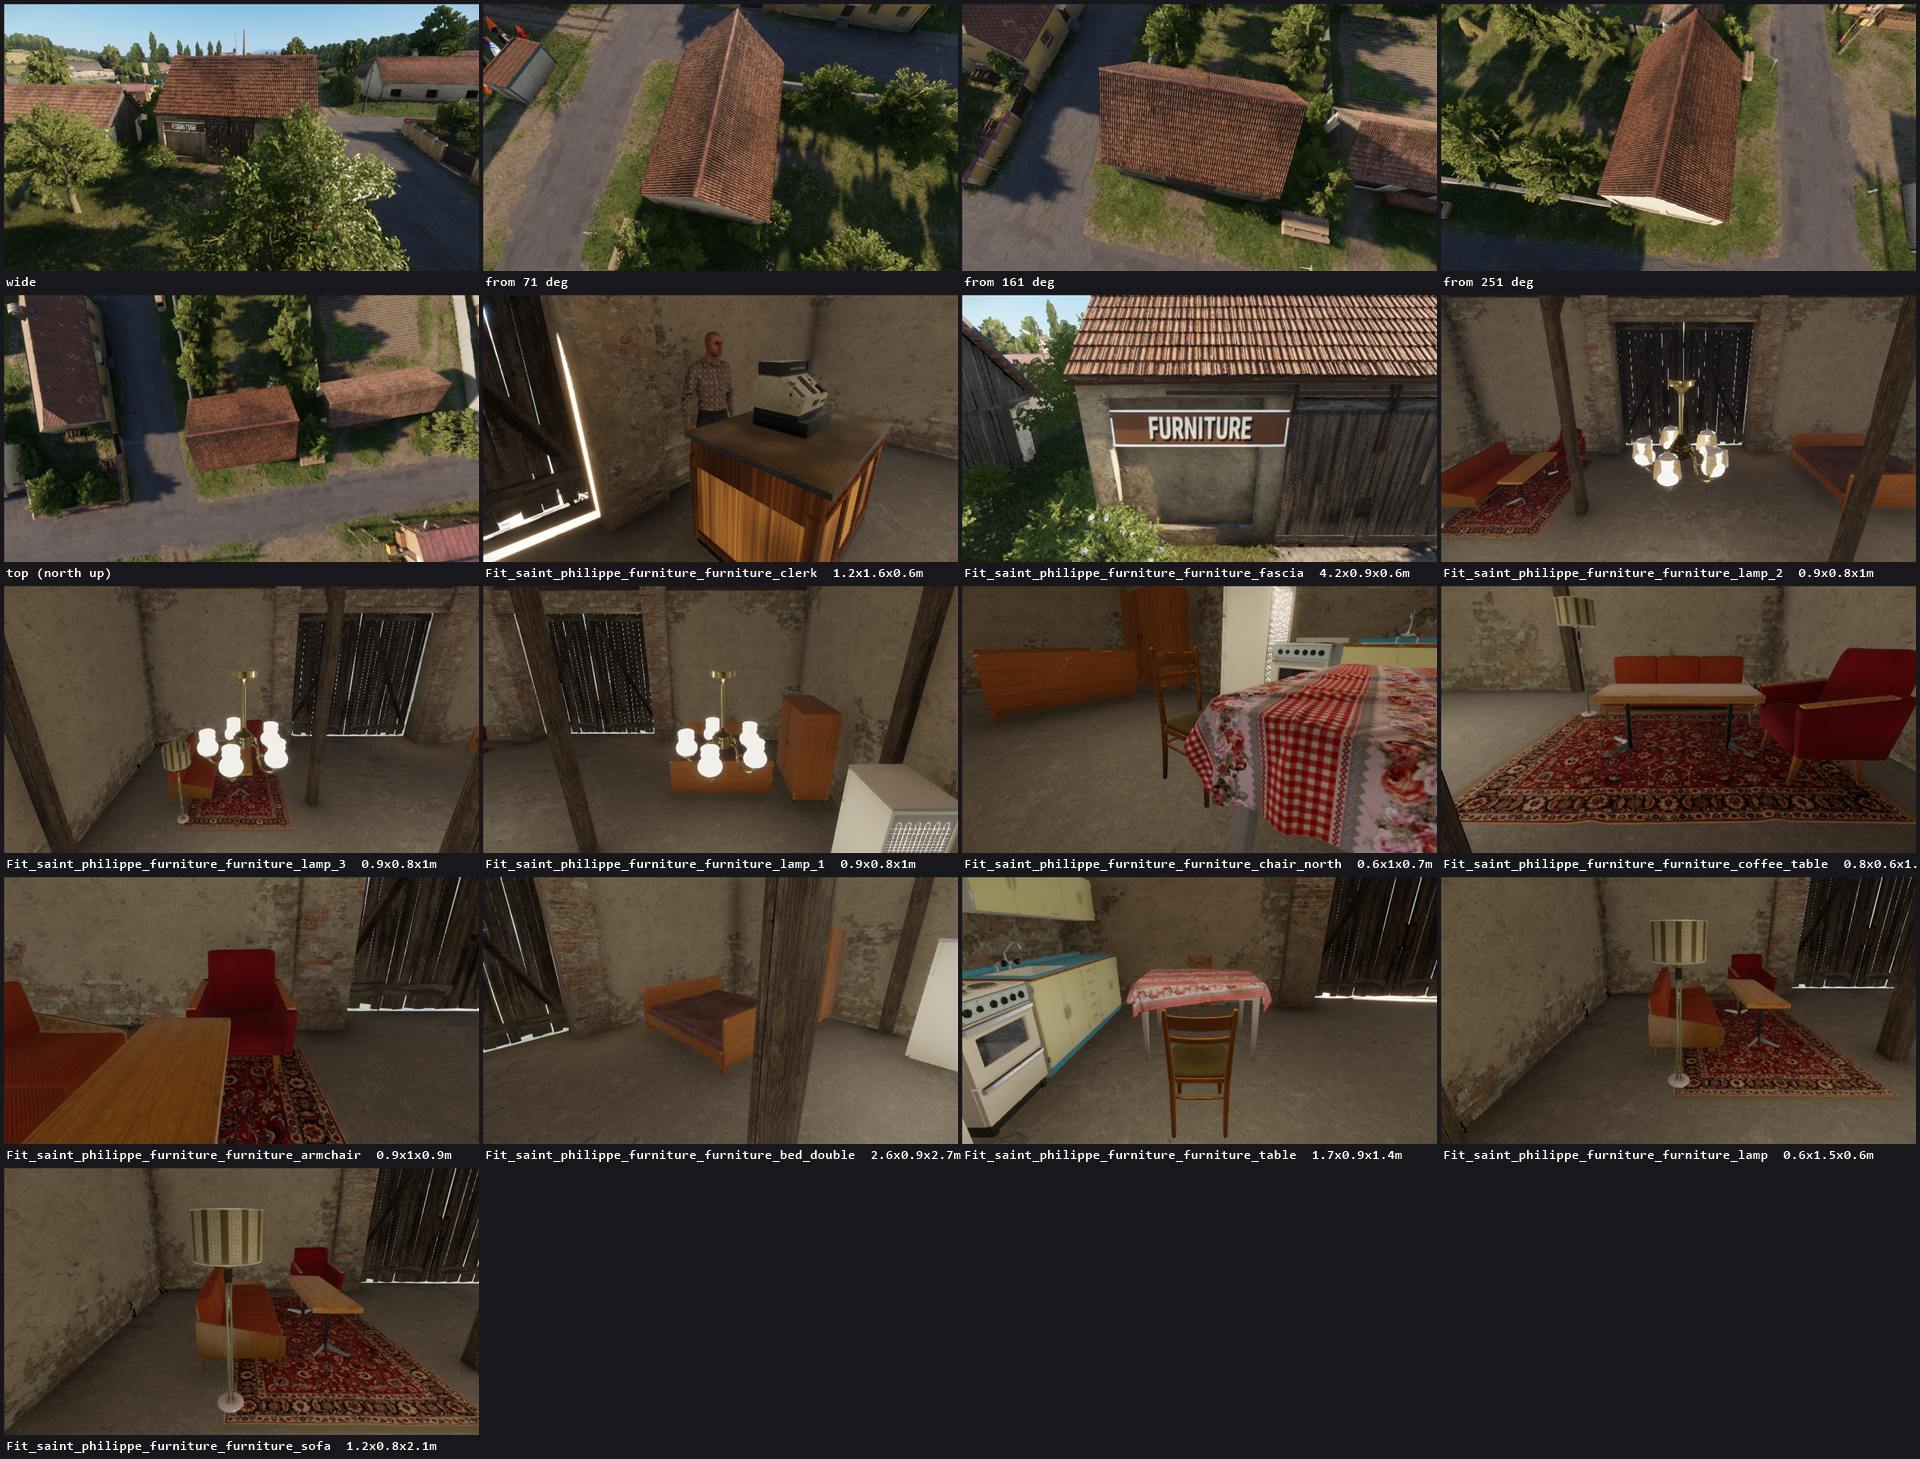 FURNITURE
wide
from 71 deg
from 161 deg
from 251 deg
FURNITURE
top (north up)
Fit_saint_philippe_furniture_furniture_clerk 1.2x1.6x0.6m
Fit_saint_philippe_furniture_furniture_fascia 4.2x0.9x0.6m
Fit_saint_philippe_furniture_furniture_lamp_2 0.9x0.8x1m
Fit_saint_philippe_furniture_furniture_lamp_3 0.9x0.8x1m
Fit_saint_philippe_furniture_furniture_lamp_1 0.9x0.8x1m
Fit_saint_philippe_furniture_furniture_chair_north 0.6x1x0.7m
Fit_saint_philippe_furniture_furniture_coffee_table 0.8x0.6x1.
Fit_saint_philippe_furniture_furniture_armchair 0.9x1x0.9m
Fit_saint_philippe_furniture_furniture_bed_double 2.6x0.9x2.7m
Fit_saint_philippe_furniture_furniture_table 1.7x0.9x1.4m
Fit_saint_philippe_furniture_furniture_lamp 0.6x1.5x0.6m
Fit_saint_philippe_furniture_furniture_sofa 1.2x0.8x2.1m